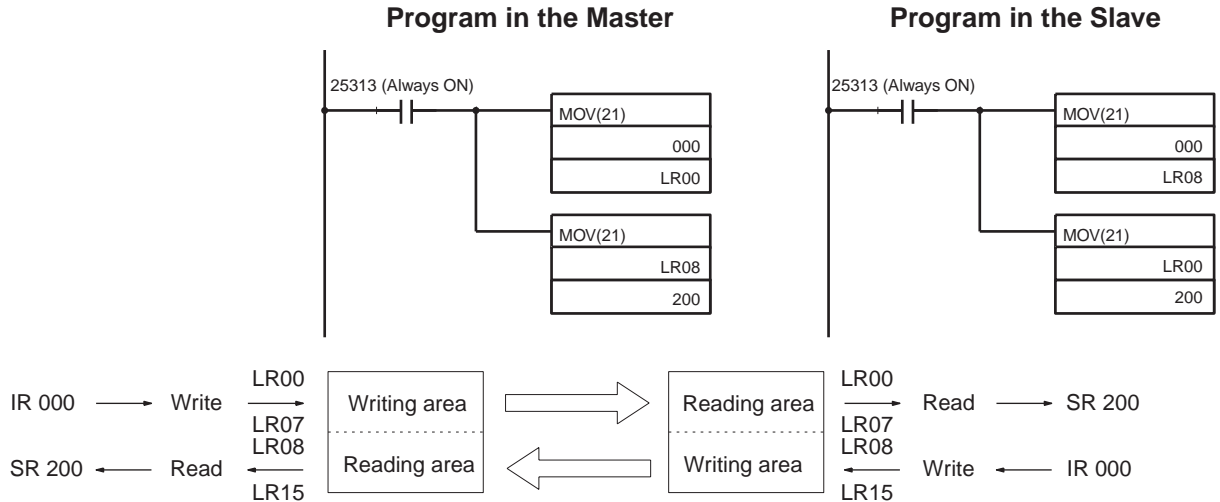 Program in the Master
Program in the Slave
25313 (Always ON)
MOV(21)
000
LR00
MOV(21)
LR08
200
25313 (Always ON)
MOV(21)
000
LR08
MOV(21)
LR00
200
IR 000 Write LR00 Writing area Reading area LR00 Read SR 200
LR07 LR07
SR 200 Read LR08 Reading area Writing area LR08 Write IR 000
LR15 LR15